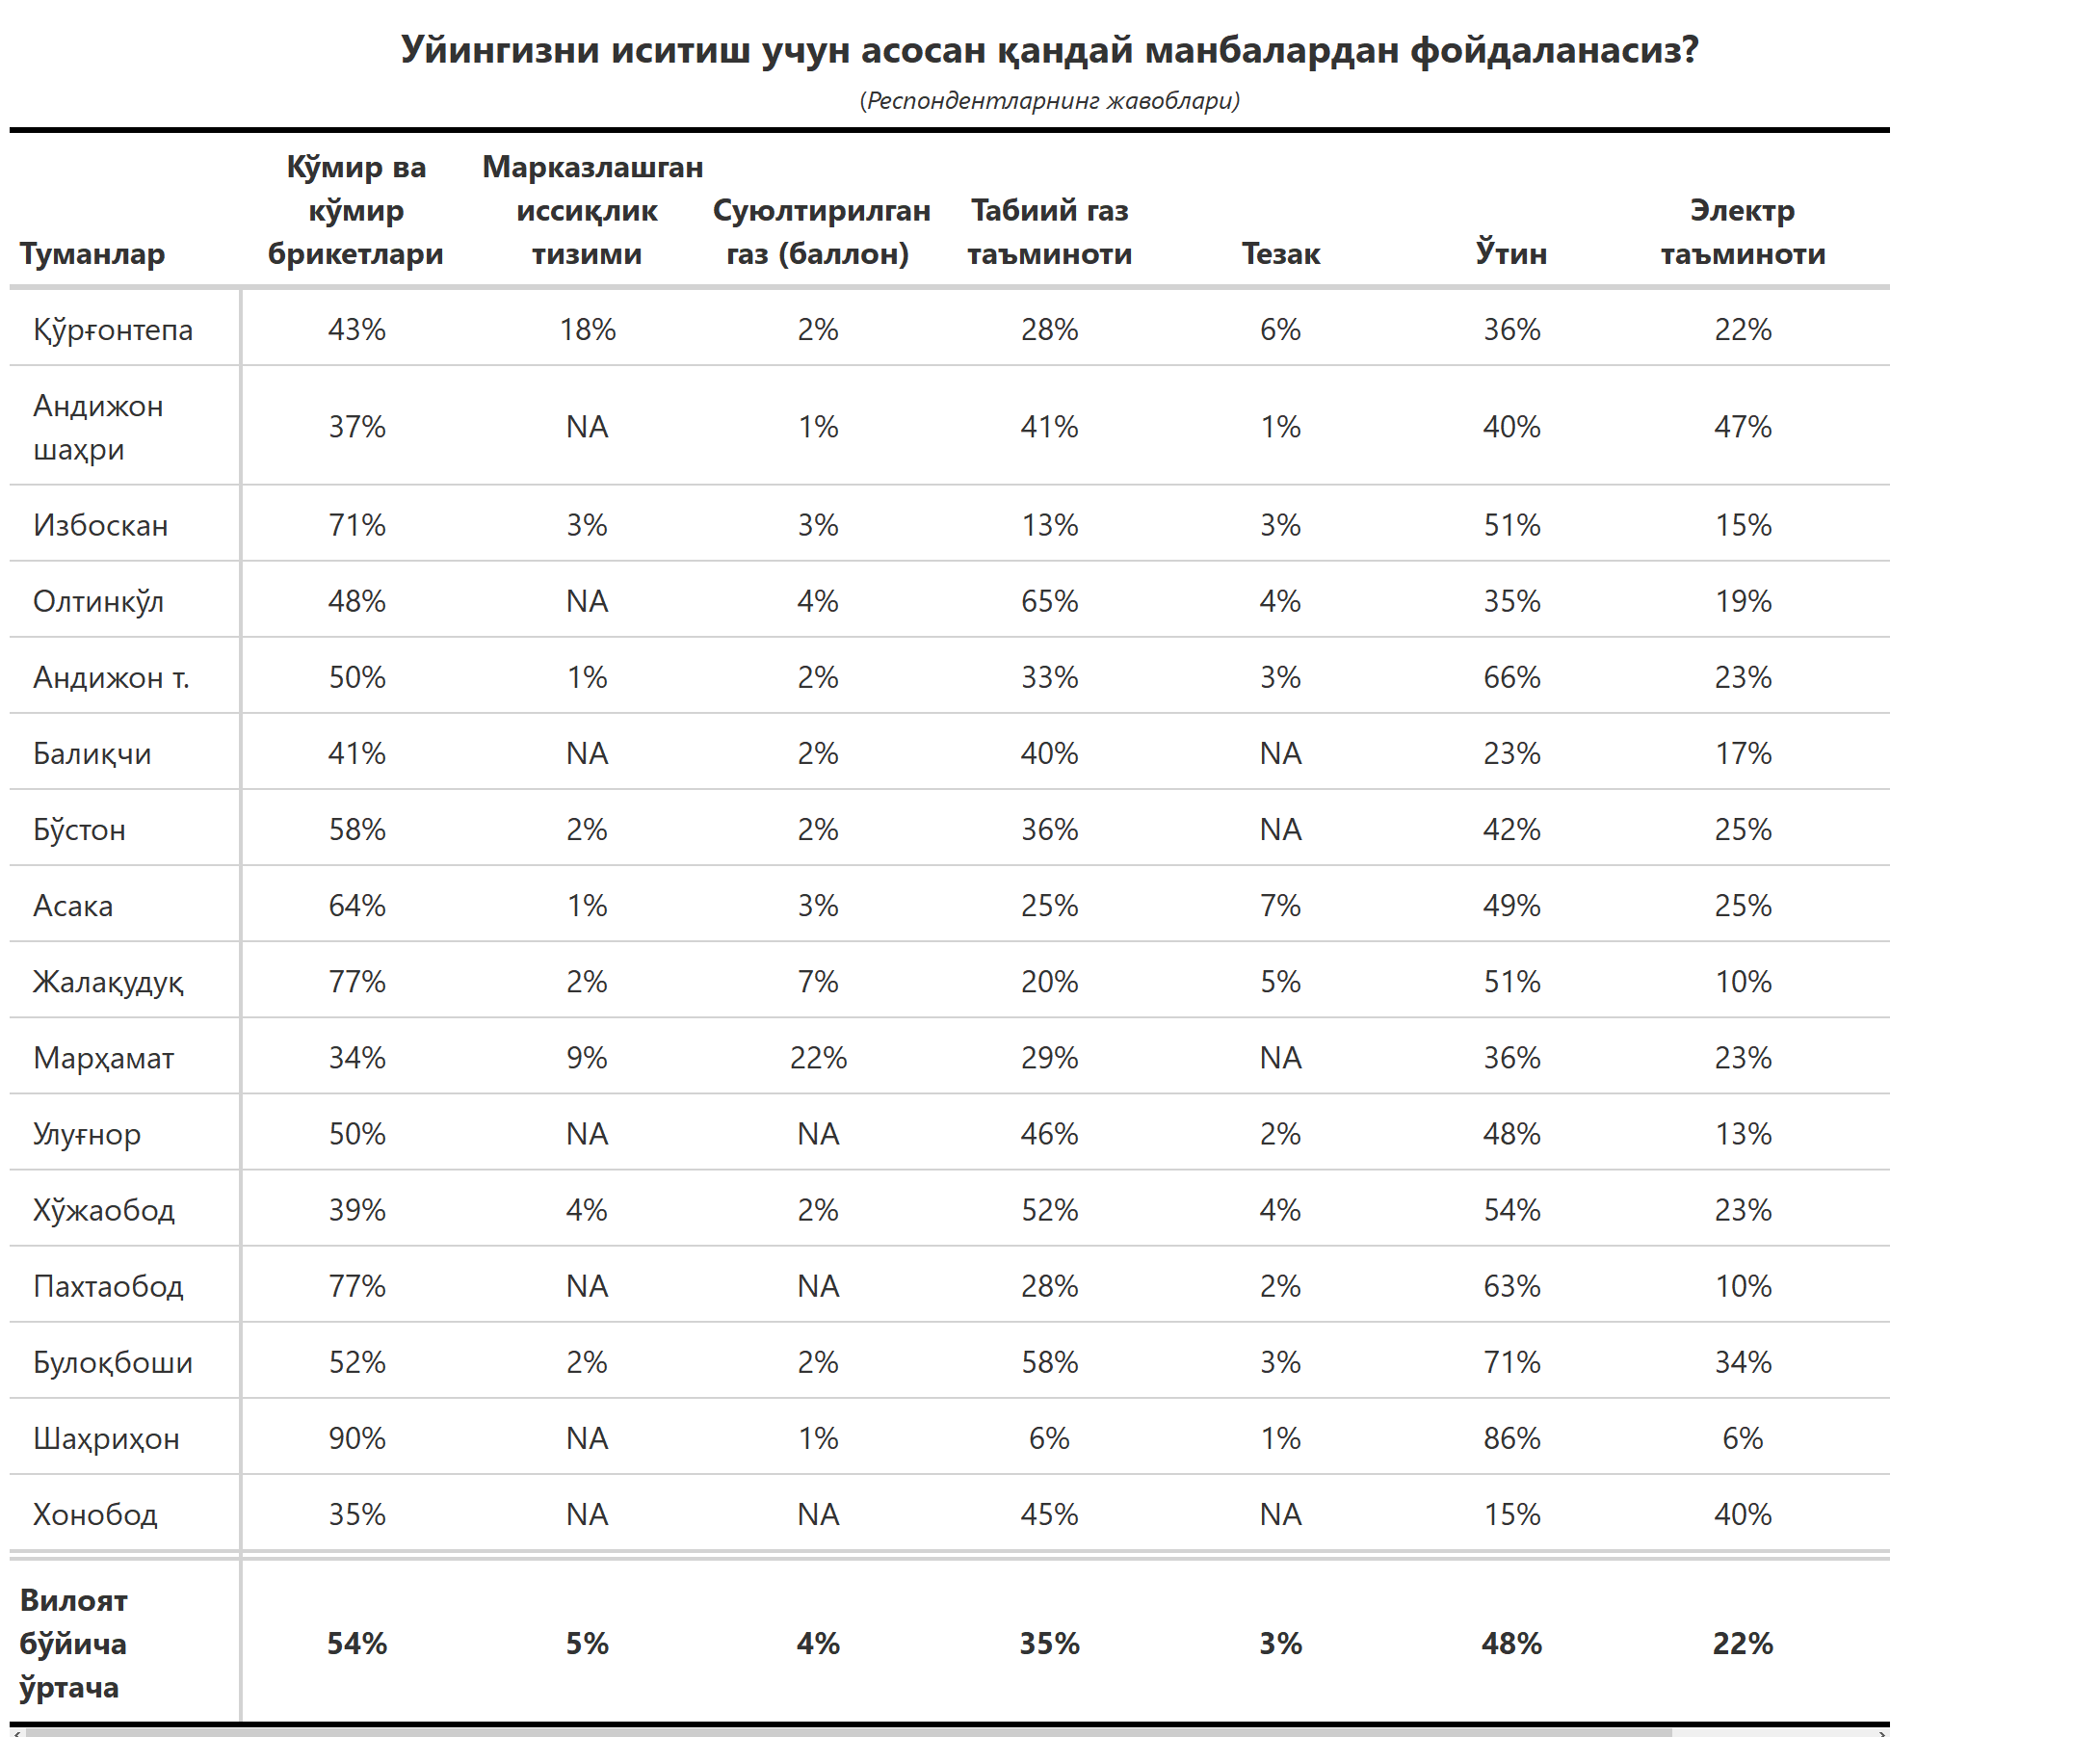 Уйингизни иситиш учун асосан қандай манбалардан фойдаланасиз?
(Респондентларнинг жавоблари)
Туманлар Кўмир ва кўмир брикетлари Марказлашган иссиқлик тизими Суюлтирилган газ (баллон) Табиий газ таъминоти Тезак Ўтин Электр таъминоти
Қўрғонтепа 43% 18% 2% 28% 6% 36% 22%
Андижон шаҳри 37% NA 1% 41% 1% 40% 47%
Избоскан 71% 3% 3% 13% 3% 51% 15%
Олтинкўл 48% NA 4% 65% 4% 35% 19%
Андижон т. 50% 1% 2% 33% 3% 66% 23%
Балиқчи 41% NA 2% 40% NA 23% 17%
Бўстон 58% 2% 2% 36% NA 42% 25%
Асака 64% 1% 3% 25% 7% 49% 25%
Жалақудуқ 77% 2% 7% 20% 5% 51% 10%
Марҳамат 34% 9% 22% 29% NA 36% 23%
Улуғнор 50% NA NA 46% 2% 48% 13%
Хўжаобод 39% 4% 2% 52% 4% 54% 23%
Пахтаобод 77% NA NA 28% 2% 63% 10%
Булоқбоши 52% 2% 2% 58% 3% 71% 34%
Шаҳриҳон 90% NA 1% 6% 1% 86% 6%
Хонобод 35% NA NA 45% NA 15% 40%
Вилоят бўйича ўртача 54% 5% 4% 35% 3% 48% 22%